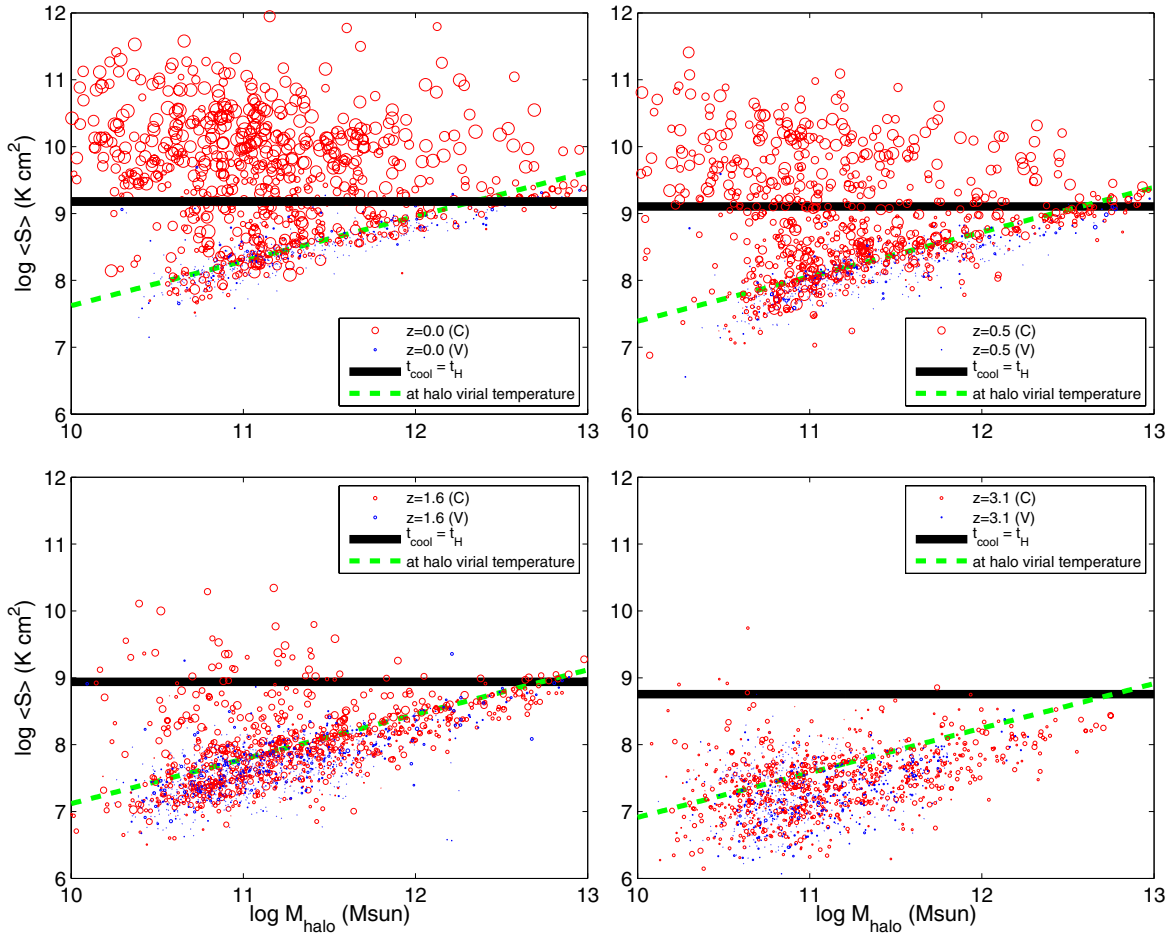 12
11
10
9
8
7
6
log <S> (K cm²)
10 11 12 13
z=0.0 (C)
z=0.0 (V)
t_cool = t_H
at halo virial temperature
12
11
10
9
8
7
6
10 11 12 13
z=0.5 (C)
z=0.5 (V)
t_cool = t_H
at halo virial temperature
12
11
10
9
8
7
6
log <S> (K cm²)
10 11 12 13
log M_halo (Msun)
z=1.6 (C)
z=1.6 (V)
t_cool = t_H
at halo virial temperature
12
11
10
9
8
7
6
10 11 12 13
log M_halo (Msun)
z=3.1 (C)
z=3.1 (V)
t_cool = t_H
at halo virial temperature